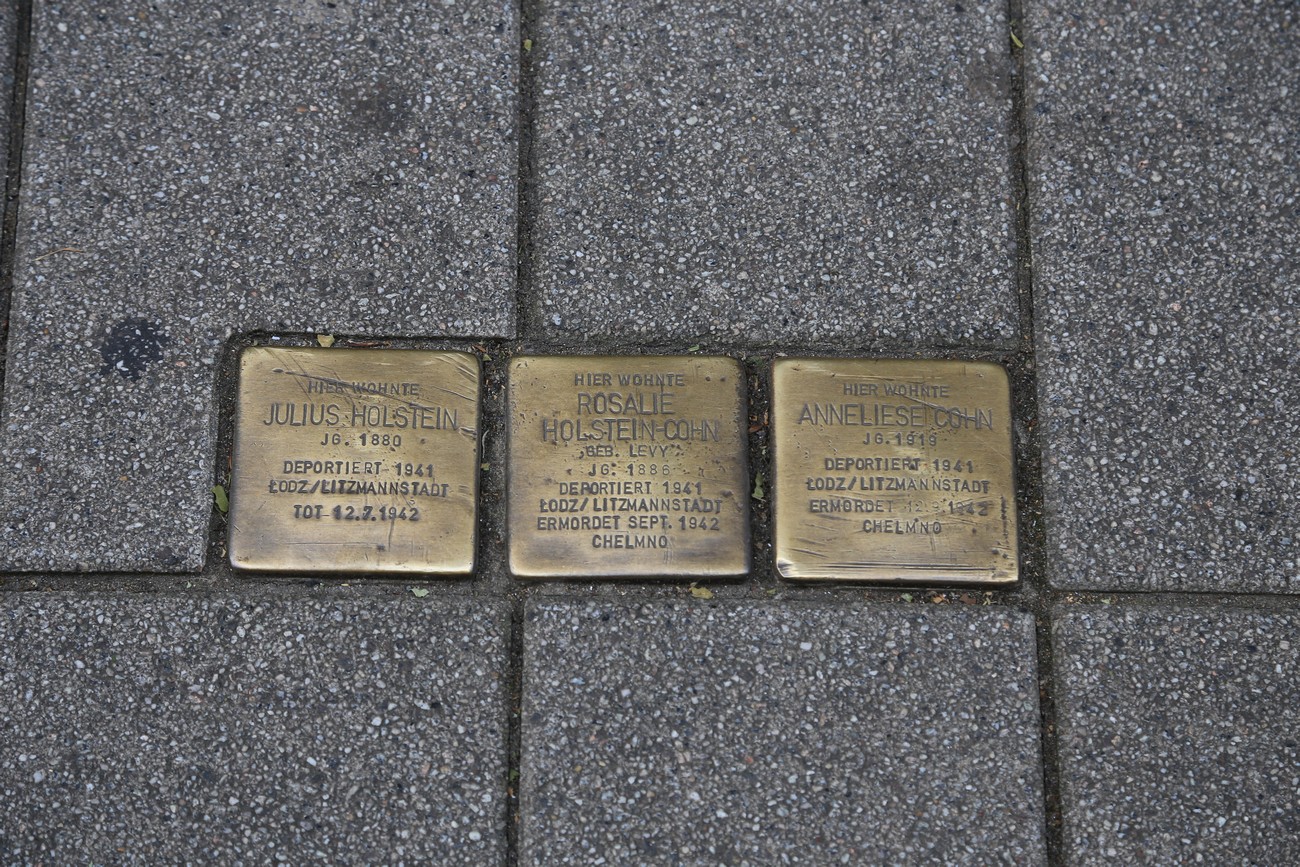 HIER WOHNTE
JULIUS HOLSTEIN
JG. 1880
DEPORTIERT 1941
ŁODZ/LITZMANNSTADT
TOT 12.7.1942
HIER WOHNTE
ROSALIE
HOLSTEIN-COHN
GEB. LEVY
JG. 1886
DEPORTIERT 1941
ŁODZ/LITZMANNSTADT
ERMORDET SEPT. 1942
CHELMNO
HIER WOHNTE
ANNELIESE COHN
JG. 1919
DEPORTIERT 1941
ŁODZ/LITZMANNSTADT
ERMORDET 1942
CHELMNO